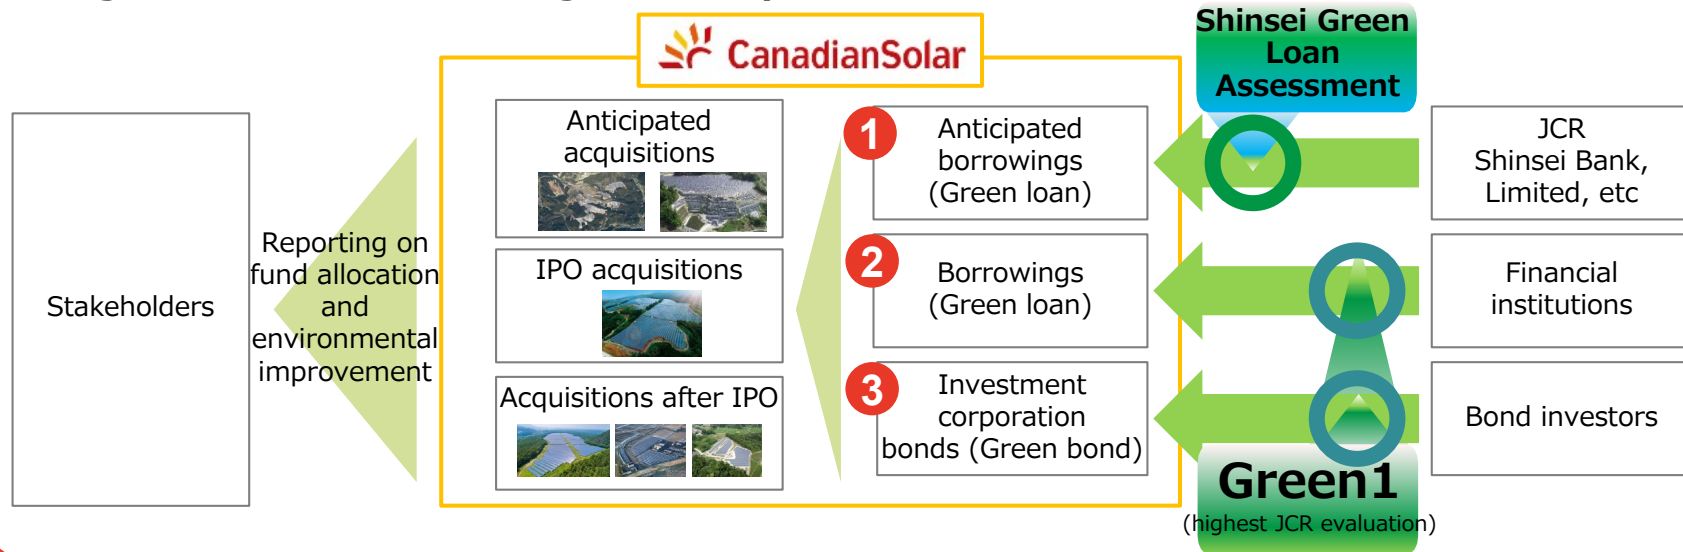 CanadianSolar
Shinsei Green
Loan
Assessment
Stakeholders
Reporting on
fund allocation
and
environmental
improvement
Anticipated
acquisitions
IPO acquisitions
Acquisitions after IPO
1
Anticipated
borrowings
(Green loan)
2
Borrowings
(Green loan)
3
Investment
corporation
bonds (Green bond)
JCR
Shinsei Bank,
Limited, etc
Financial
institutions
Bond investors
Green1
(highest JCR evaluation)